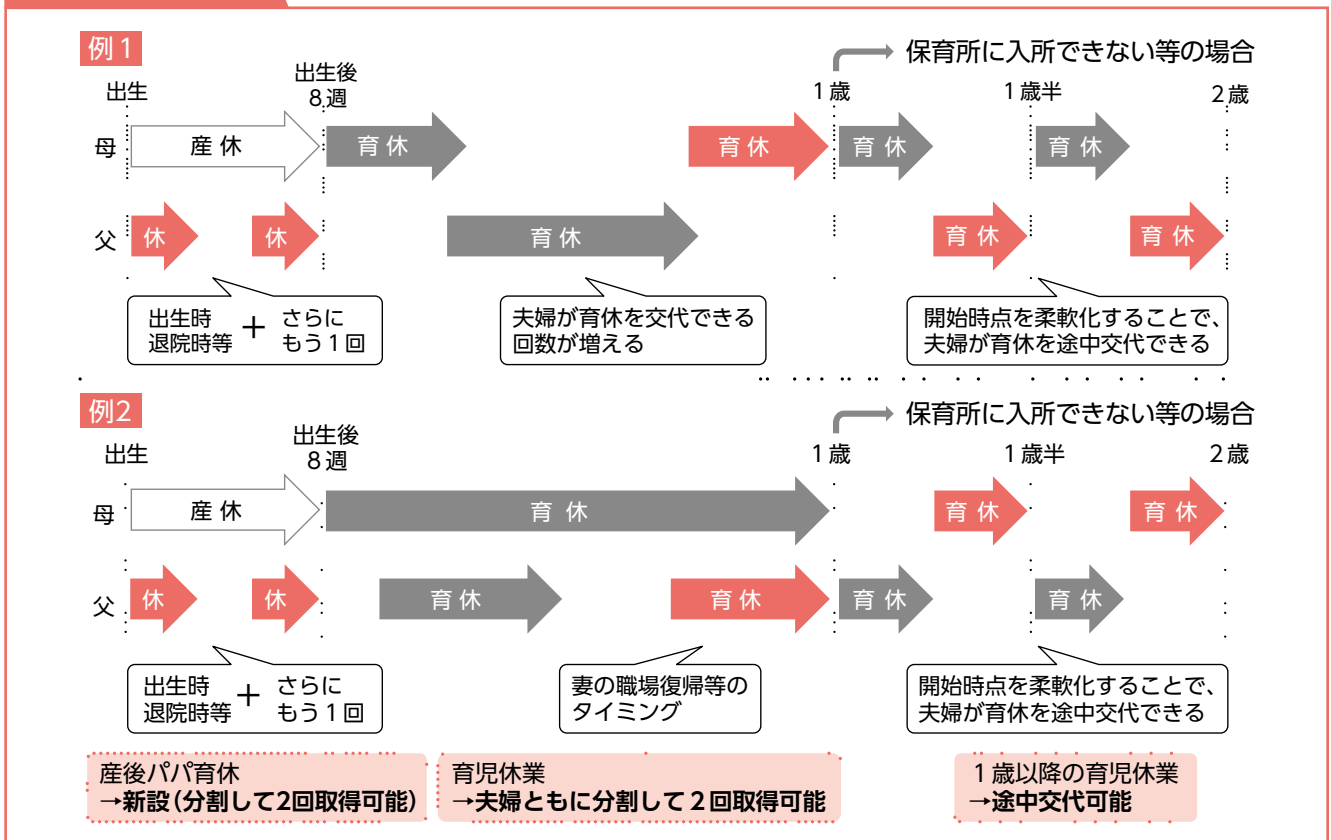 例1
保育所に入所できない等の場合
出生
出生後
8週
1歳
1歳半
2歳
母
産休
育休
育休
育休
育休
父
休
休
育休
育休
育休
出生時
退院時等
+
さらに
もう1回
夫婦が育休を交代できる
回数が増える
開始時点を柔軟化することで、
夫婦が育休を途中交代できる
例2
保育所に入所できない等の場合
出生
出生後
8週
1歳
1歳半
2歳
母
産休
育休
育休
育休
父
休
休
育休
育休
育休
育休
出生時
退院時等
+
さらに
もう1回
妻の職場復帰等の
タイミング
開始時点を柔軟化することで、
夫婦が育休を途中交代できる
産後パパ育休
→新設(分割して2回取得可能)
育児休業
→夫婦ともに分割して2回取得可能
1歳以降の育児休業
→途中交代可能